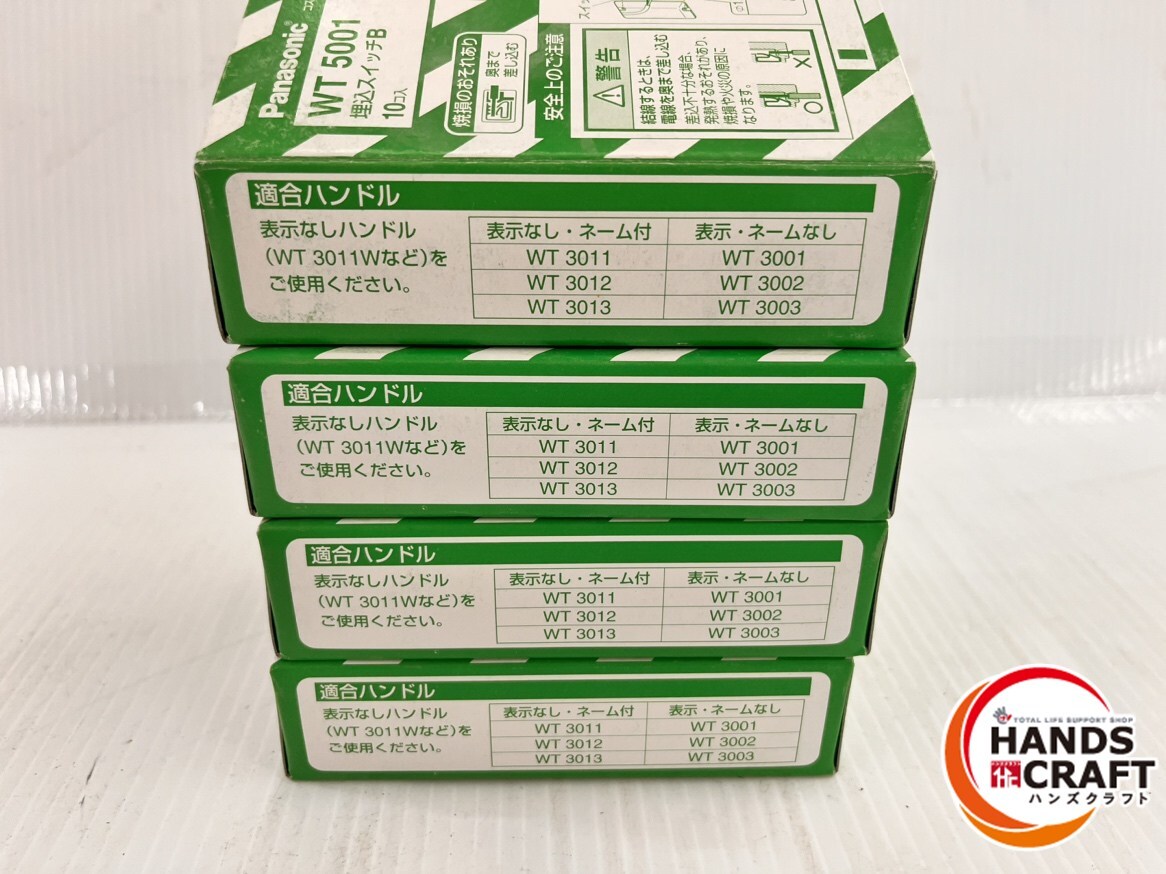 Panasonic
WT 5001
埋込スイッチB
10コ入
焼損のおそれあり
奥まで
差し込む
安全上のご注意
警告
結線するときは、
電線を奥まで差し込む
差込不十分な場合、
発熱するおそれがあり、
焼損や火災の原因に
なります。
適合ハンドル
表示なしハンドル
(WT 3011Wなど)を
ご使用ください。
表示なし・ネーム付 表示・ネームなし
WT 3011 WT 3001
WT 3012 WT 3002
WT 3013 WT 3003
適合ハンドル
表示なしハンドル
(WT 3011Wなど)を
ご使用ください。
表示なし・ネーム付 表示・ネームなし
WT 3011 WT 3001
WT 3012 WT 3002
WT 3013 WT 3003
適合ハンドル
表示なしハンドル
(WT 3011Wなど)を
ご使用ください。
表示なし・ネーム付 表示・ネームなし
WT 3011 WT 3001
WT 3012 WT 3002
WT 3013 WT 3003
適合ハンドル
表示なしハンドル
(WT 3011Wなど)を
ご使用ください。
表示なし・ネーム付 表示・ネームなし
WT 3011 WT 3001
WT 3012 WT 3002
WT 3013 WT 3003
TOTAL LIFE SUPPORT SHOP
HANDS
CRAFT
ハンズクラフト